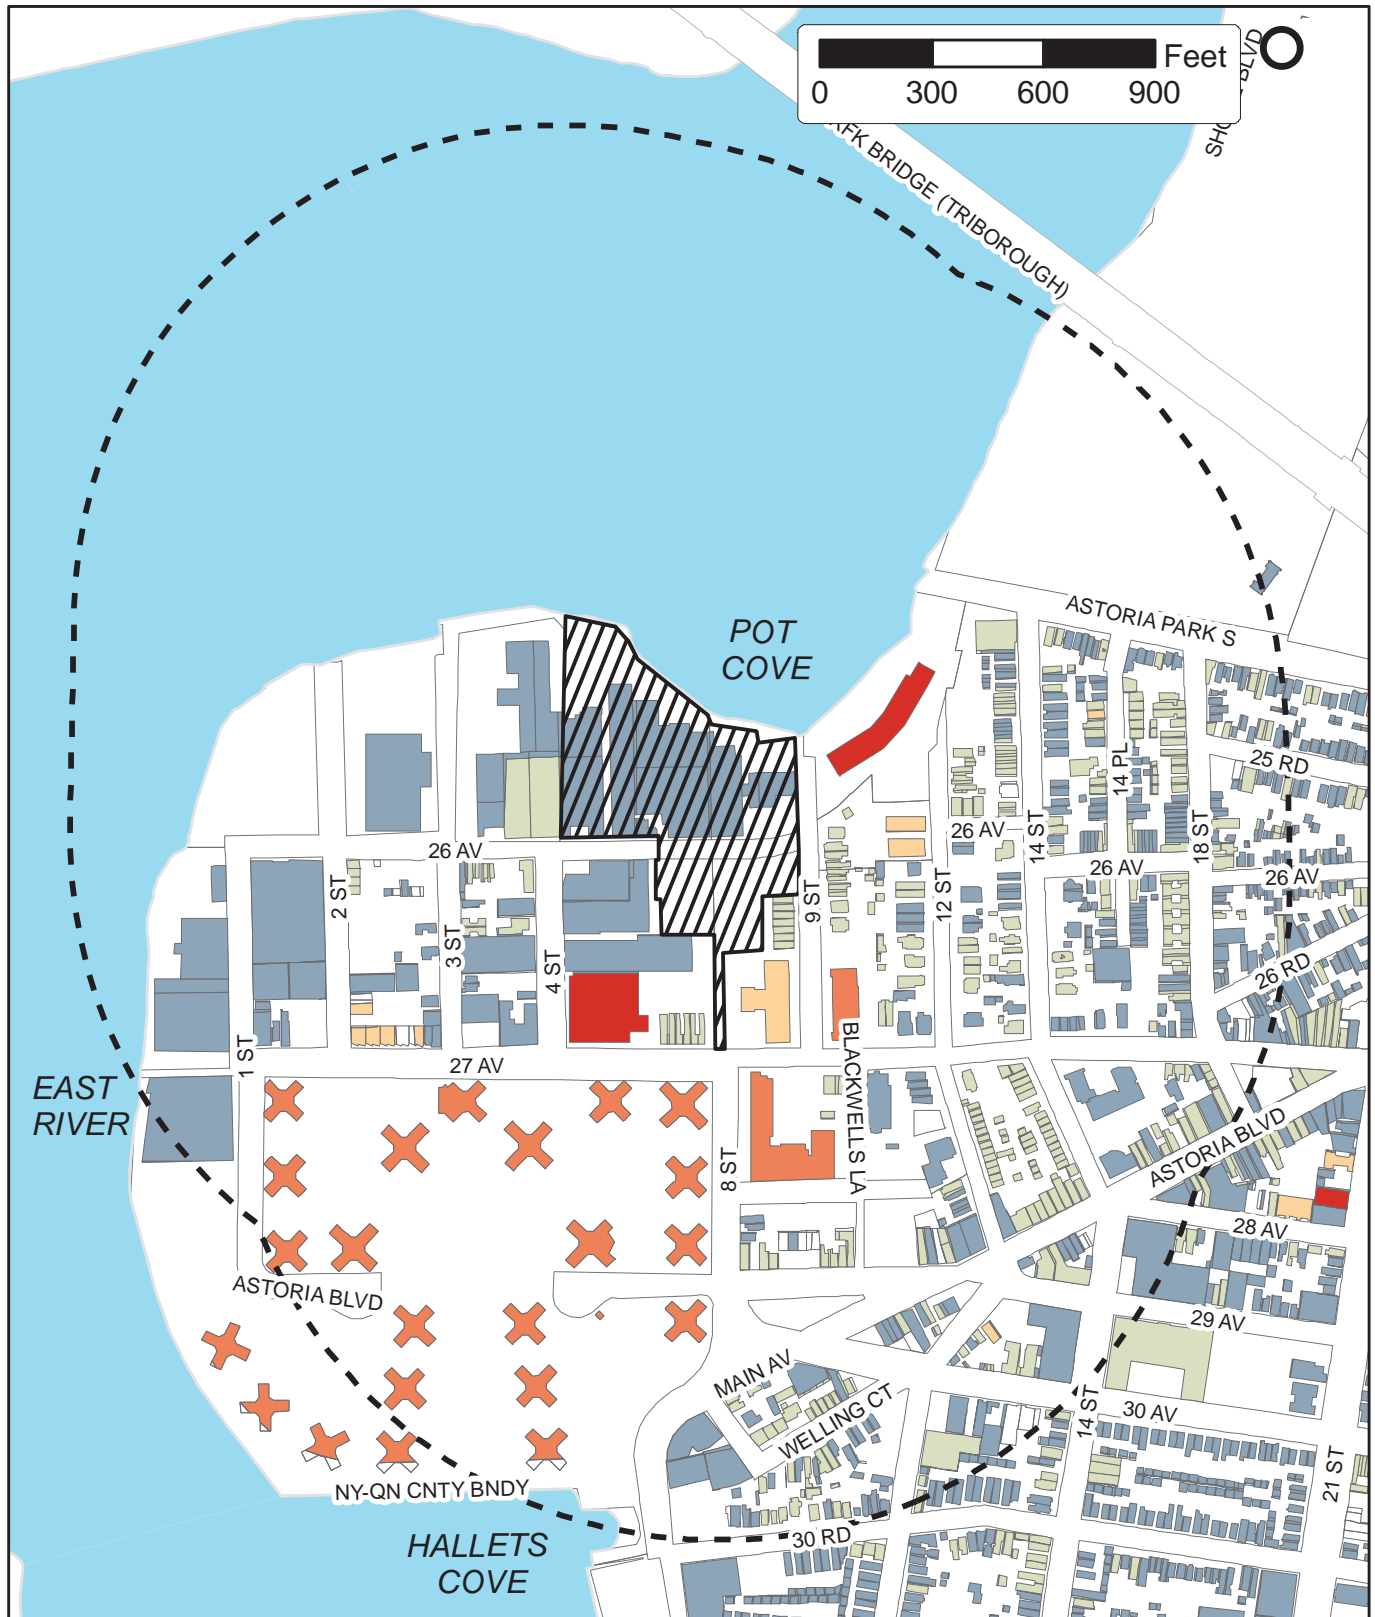 Feet
0 300 600 900
SHO BLVD
RFK BRIDGE (TRIBOROUGH)
POT
COVE
ASTORIA PARK S
25 RD
14 PL
26 AV
14 ST
18 ST
26 AV
26 AV
26 AV
2 ST
9 ST
12 ST
3 ST
4 ST
26 RD
1 ST
27 AV
BLACKWELLS LA
EAST
RIVER
8 ST
ASTORIA BLVD
28 AV
ASTORIA BLVD
29 AV
MAIN AV
WELLING CT
14 ST
30 AV
21 ST
NY-QN CNTY BNDY
30 RD
HALLETS
COVE